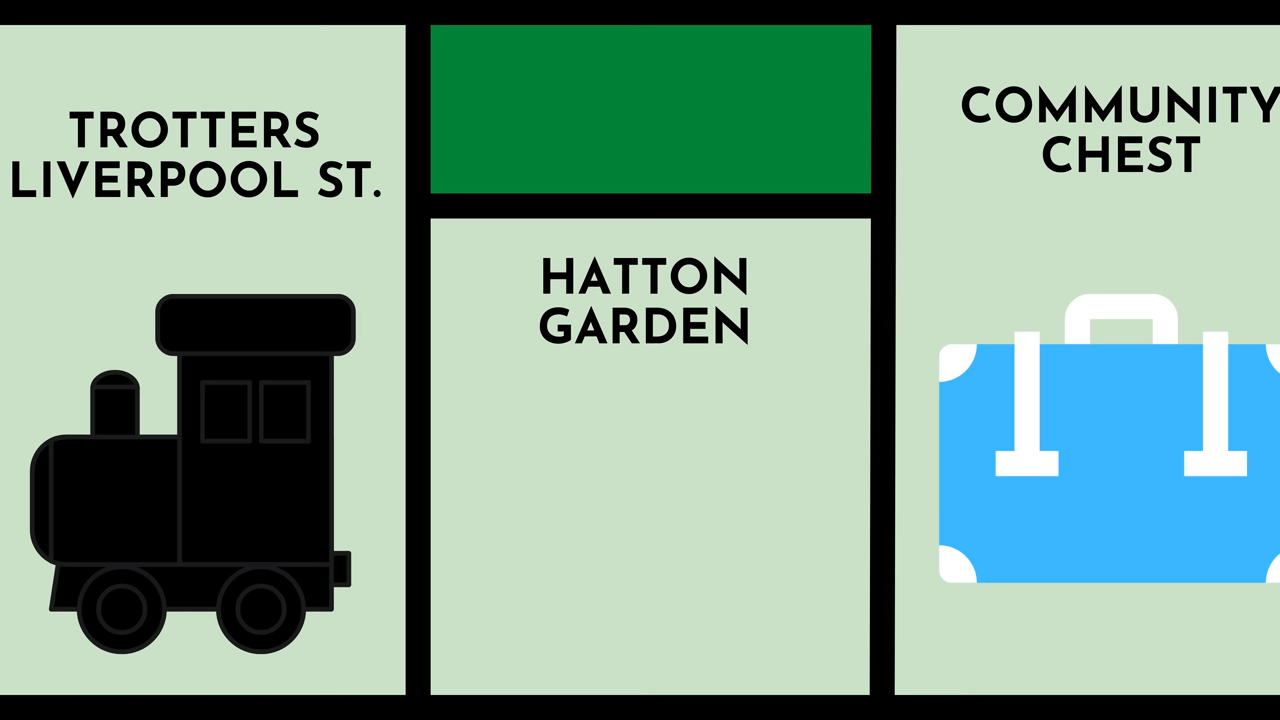 TROTTERS
LIVERPOOL ST.
HATTON
GARDEN
COMMUNITY
CHEST